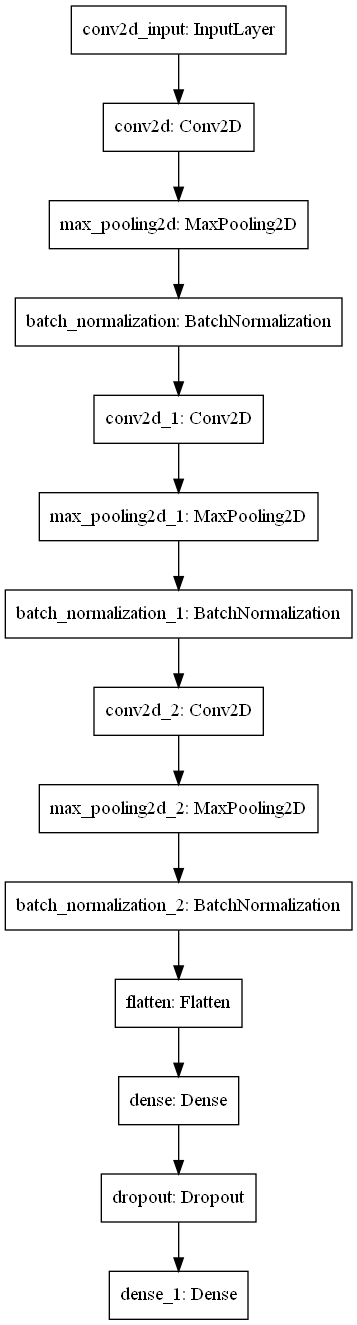 conv2d_input: InputLayer
conv2d: Conv2D
max_pooling2d: MaxPooling2D
batch_normalization: BatchNormalization
conv2d_1: Conv2D
max_pooling2d_1: MaxPooling2D
batch_normalization_1: BatchNormalization
conv2d_2: Conv2D
max_pooling2d_2: MaxPooling2D
batch_normalization_2: BatchNormalization
flatten: Flatten
dense: Dense
dropout: Dropout
dense_1: Dense